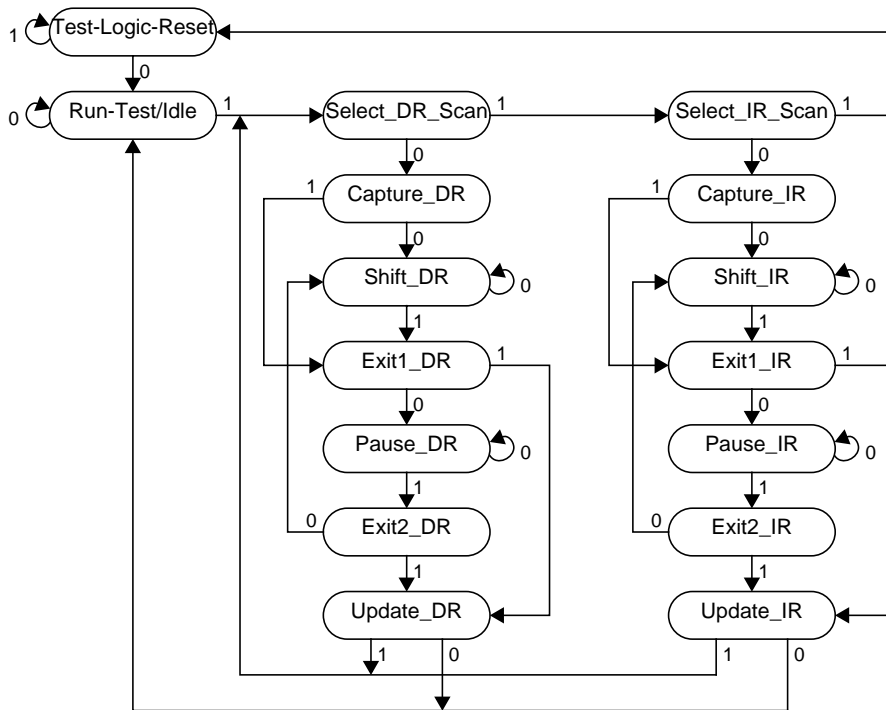 Test-Logic-Reset
1
0
Run-Test/Idle
0
1
Select_DR_Scan
1
Select_IR_Scan
1
0
0
1
Capture_DR
1
Capture_IR
0
0
Shift_DR
0
Shift_IR
0
1
1
Exit1_DR
1
Exit1_IR
1
0
0
Pause_DR
0
Pause_IR
0
1
1
0
Exit2_DR
0
Exit2_IR
1
1
Update_DR
Update_IR
1
0
1
0